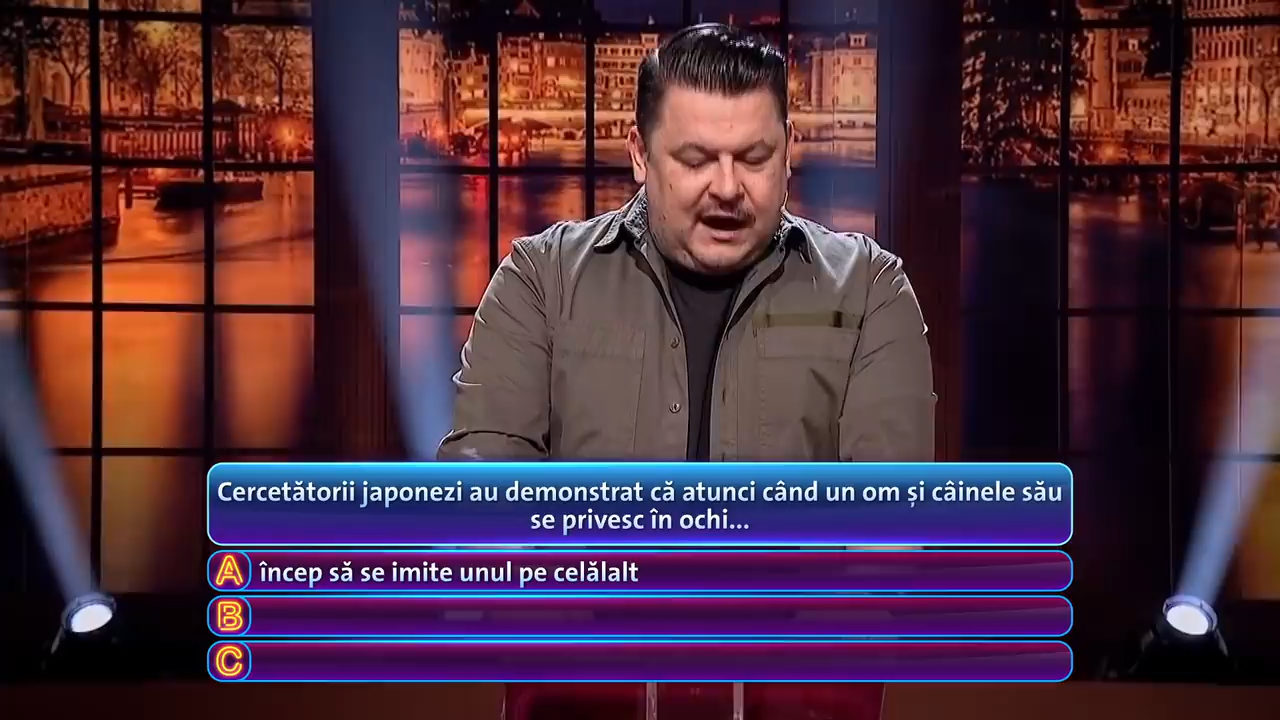 Cercetătorii japonezi au demonstrat că atunci când un om și câinele său
se privesc în ochi...
A încep să se imite unul pe celălalt
B
C